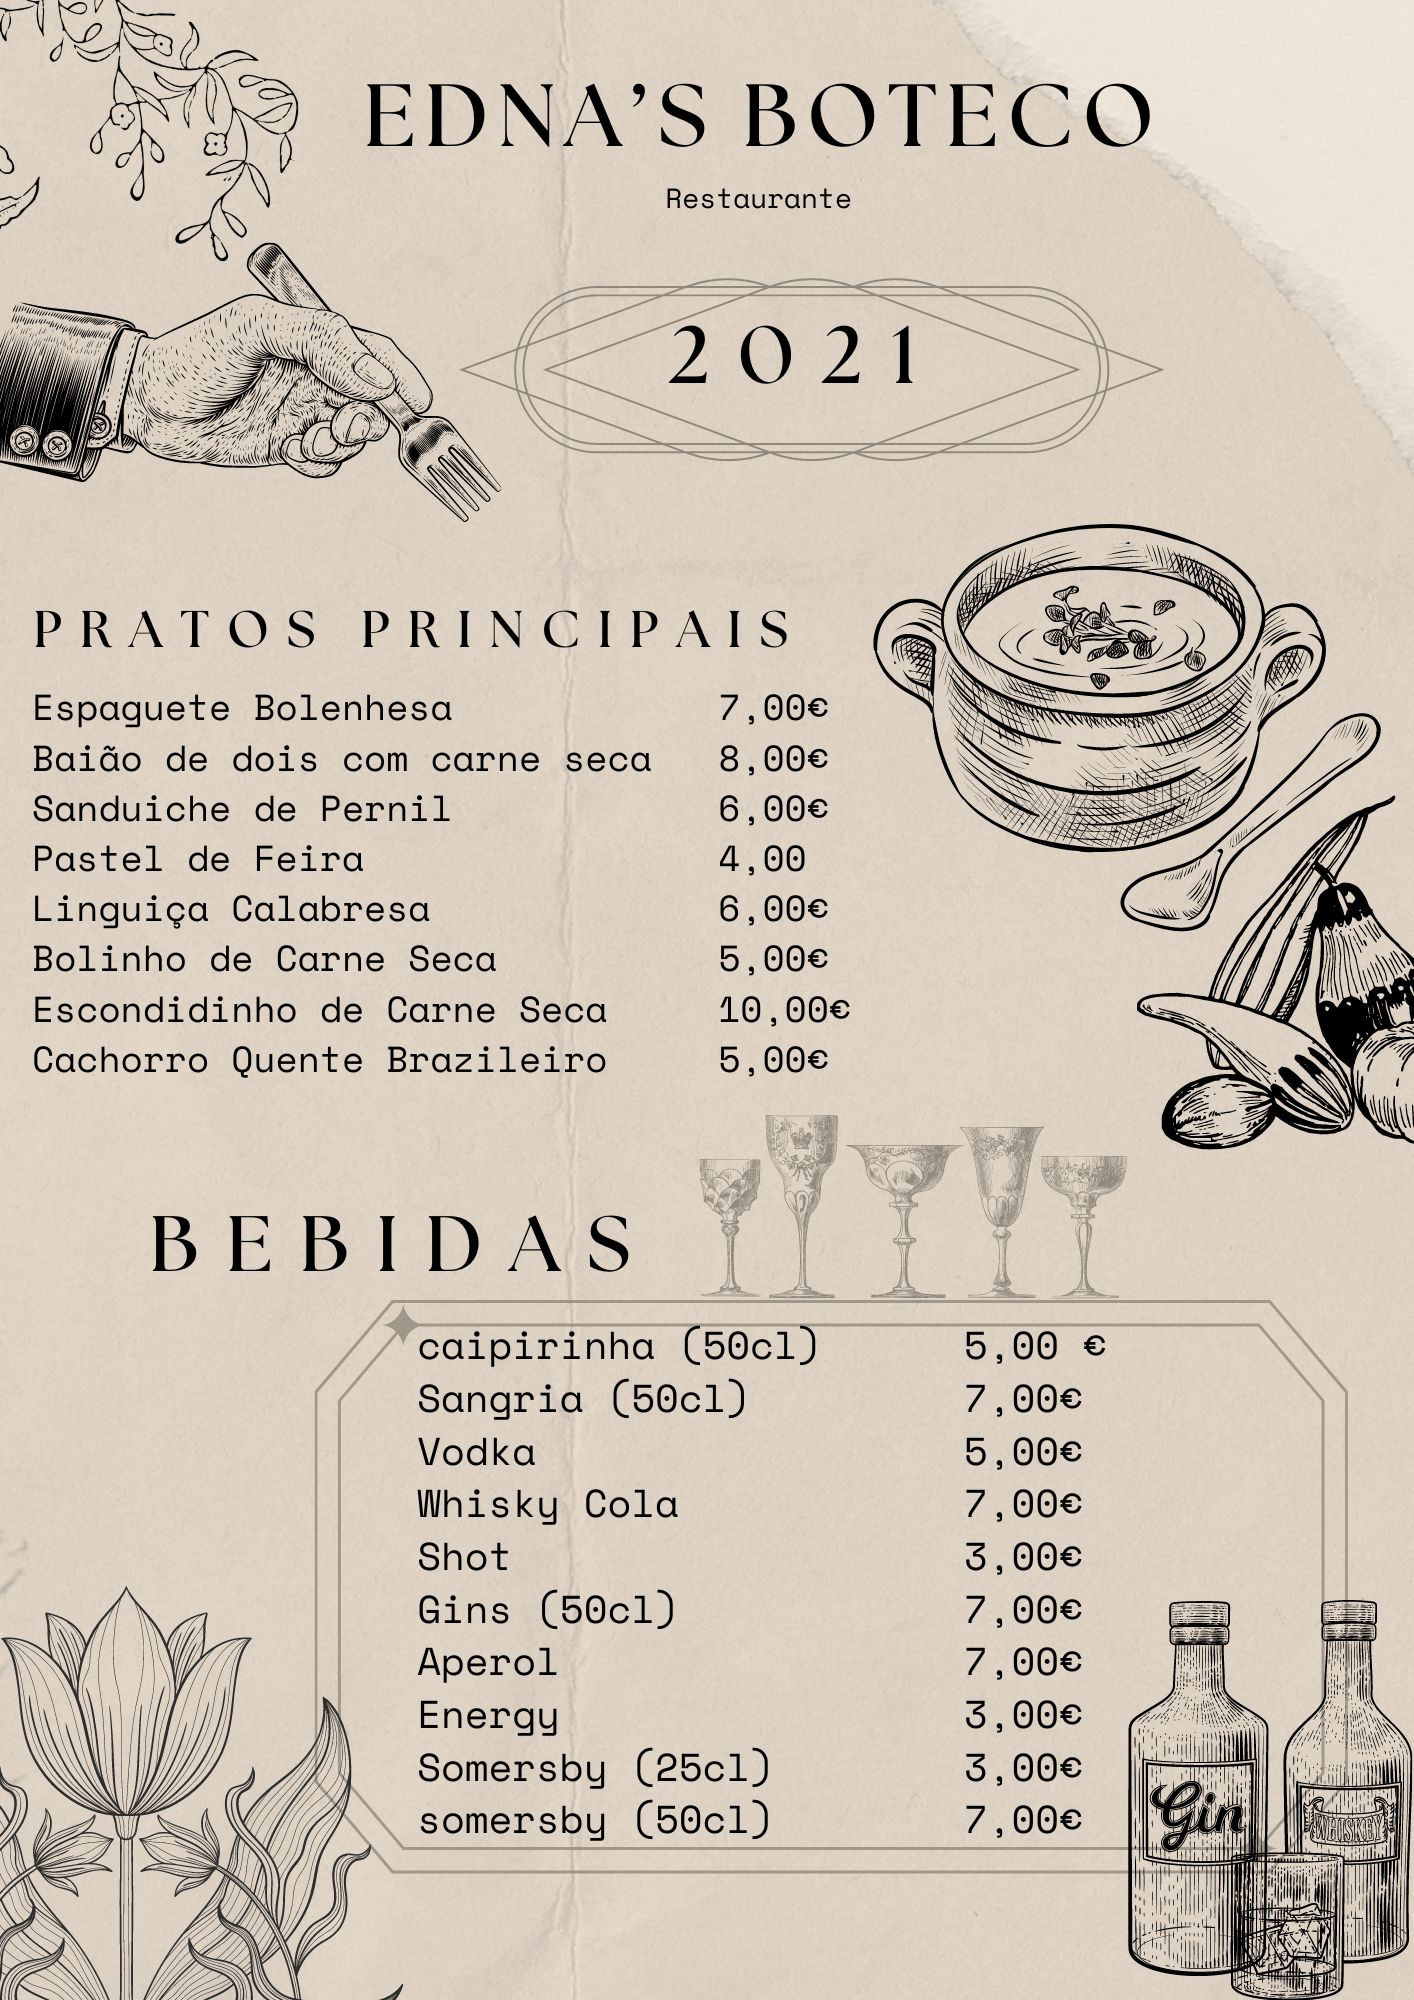 EDNA'S BOTECO
Restaurante
2021
PRATOS PRINCIPAIS
Espaguete Bolenhesa 7,00€
Baião de dois com carne seca 8,00€
Sanduiche de Pernil 6,00€
Pastel de Feira 4,00
Linguiça Calabresa 6,00€
Bolinho de Carne Seca 5,00€
Escondidinho de Carne Seca 10,00€
Cachorro Quente Brazileiro 5,00€
BEBIDAS
caipirinha (50cl) 5,00 €
Sangria (50cl) 7,00€
Vodka 5,00€
Whisky Cola 7,00€
Shot 3,00€
Gins (50cl) 7,00€
Aperol 7,00€
Energy 3,00€
Somersby (25cl) 3,00€
somersby (50cl) 7,00€
Gin
WHISKEY